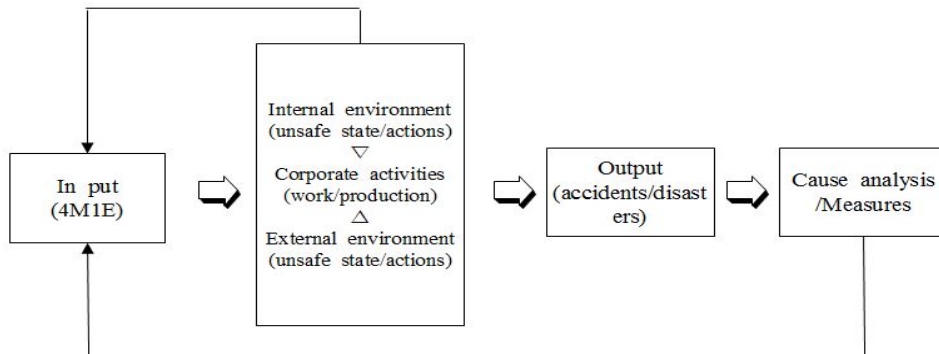 In put
(4M1E)
Internal environment
(unsafe state/actions)
▽
Corporate activities
(work/production)
△
External environment
(unsafe state/actions)
Output
(accidents/disast
ers)
Cause analysis
/Measures